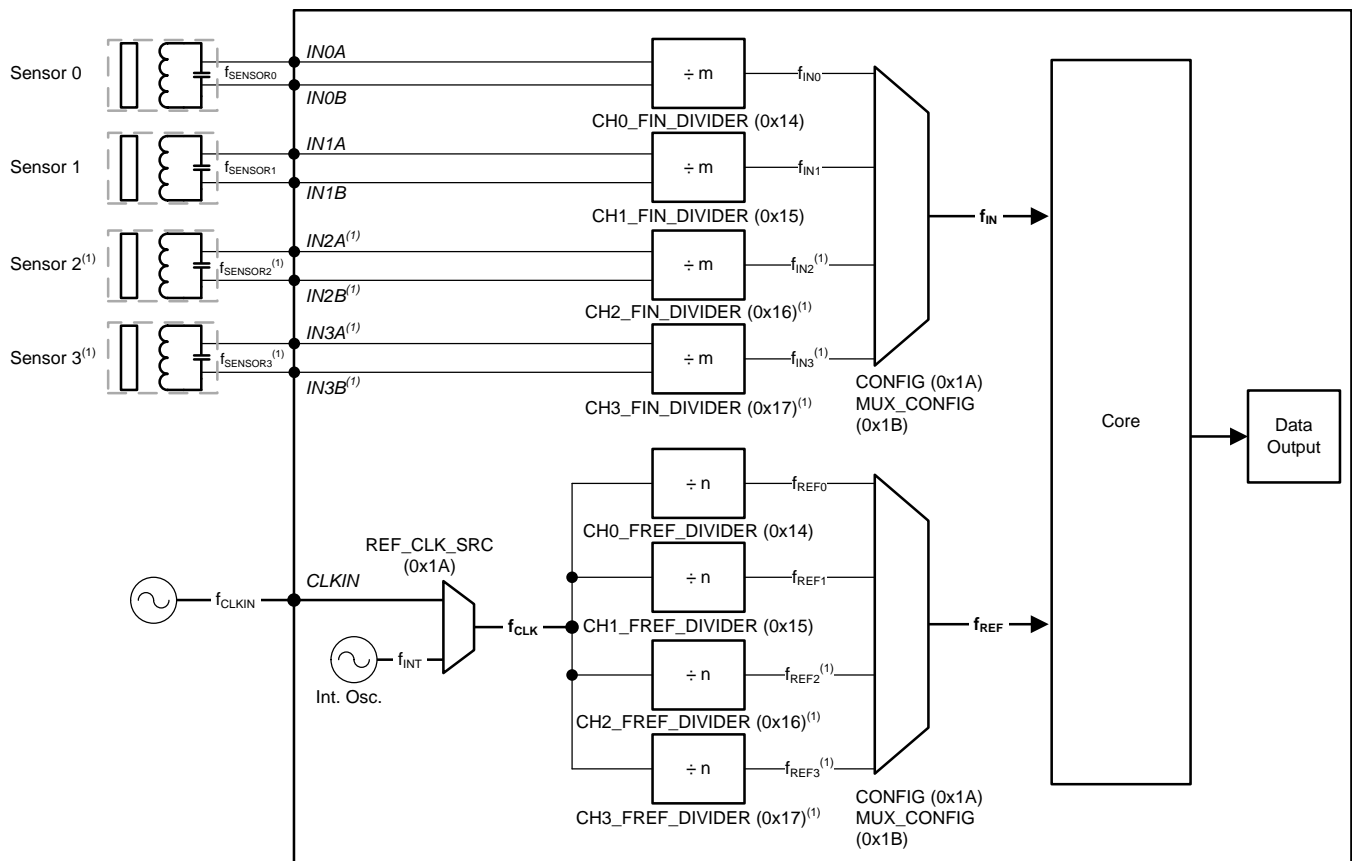 IN0A
Sensor 0
fSENSOR0
÷ m
fIN0
IN0B
CH0_FIN_DIVIDER (0x14)
IN1A
Sensor 1
fSENSOR1
÷ m
fIN1
IN1B
CH1_FIN_DIVIDER (0x15)
fIN
IN2A(1)
Sensor 2(1)
fSENSOR2(1)
÷ m
fIN2(1)
IN2B(1)
CH2_FIN_DIVIDER (0x16)(1)
IN3A(1)
Sensor 3(1)
fSENSOR3(1)
÷ m
fIN3(1)
IN3B(1)
CH3_FIN_DIVIDER (0x17)(1)
CONFIG (0x1A)
MUX_CONFIG
(0x1B)
Core
Data
Output
÷ n
fREF0
CH0_FREF_DIVIDER (0x14)
REF_CLK_SRC
(0x1A)
CLKIN
fCLKIN
÷ n
fREF1
CH1_FREF_DIVIDER (0x15)
fCLK
fREF
fINT
Int. Osc.
÷ n
fREF2(1)
CH2_FREF_DIVIDER (0x16)(1)
÷ n
fREF3(1)
CH3_FREF_DIVIDER (0x17)(1)
CONFIG (0x1A)
MUX_CONFIG
(0x1B)